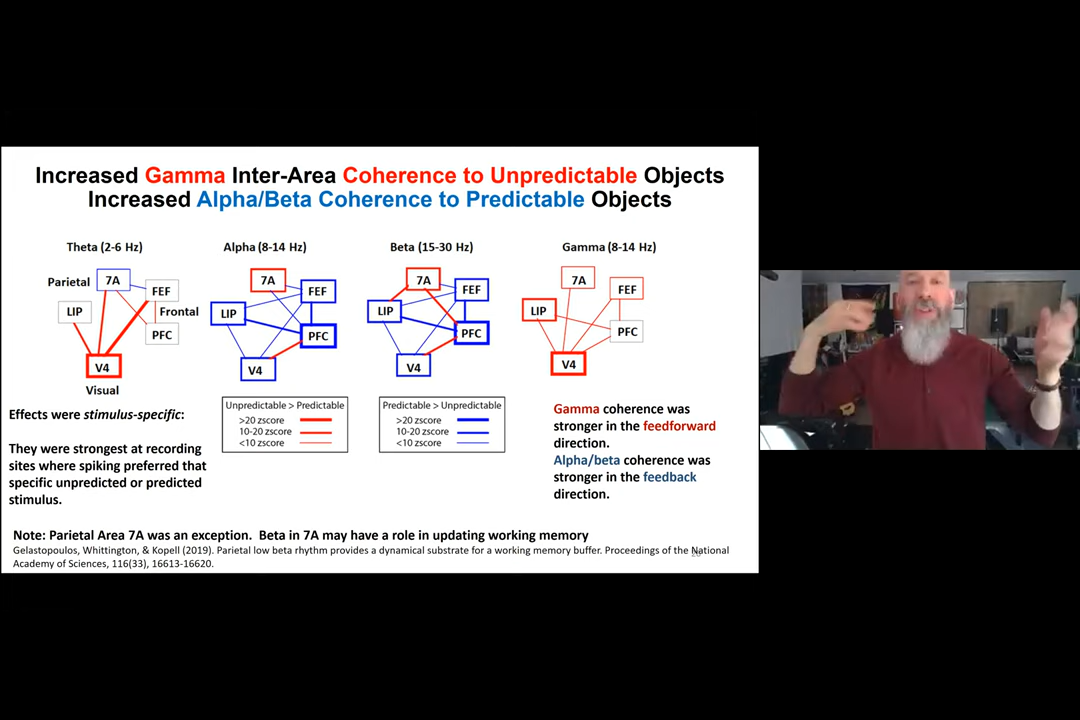 Increased Gamma Inter-Area Coherence to Unpredictable Objects
Increased Alpha/Beta Coherence to Predictable Objects
Theta (2-6 Hz)
Parietal
7A
FEF
LIP
Frontal
PFC
V4
Visual
Alpha (8-14 Hz)
7A
FEF
LIP
PFC
V4
Beta (15-30 Hz)
7A
FEF
LIP
PFC
V4
Gamma (8-14 Hz)
7A
FEF
LIP
PFC
V4
Unpredictable > Predictable
>20 zscore
10-20 zscore
<10 zscore
Predictable > Unpredictable
>20 zscore
10-20 zscore
<10 zscore
Effects were stimulus-specific:
They were strongest at recording
sites where spiking preferred that
specific unpredicted or predicted
stimulus.
Gamma coherence was
stronger in the feedforward
direction.
Alpha/beta coherence was
stronger in the feedback
direction.
Note: Parietal Area 7A was an exception. Beta in 7A may have a role in updating working memory
Gelastopoulos, Whittington, & Kopell (2019). Parietal low beta rhythm provides a dynamical substrate for a working memory buffer. Proceedings of the National
Academy of Sciences, 116(33), 16613-16620.